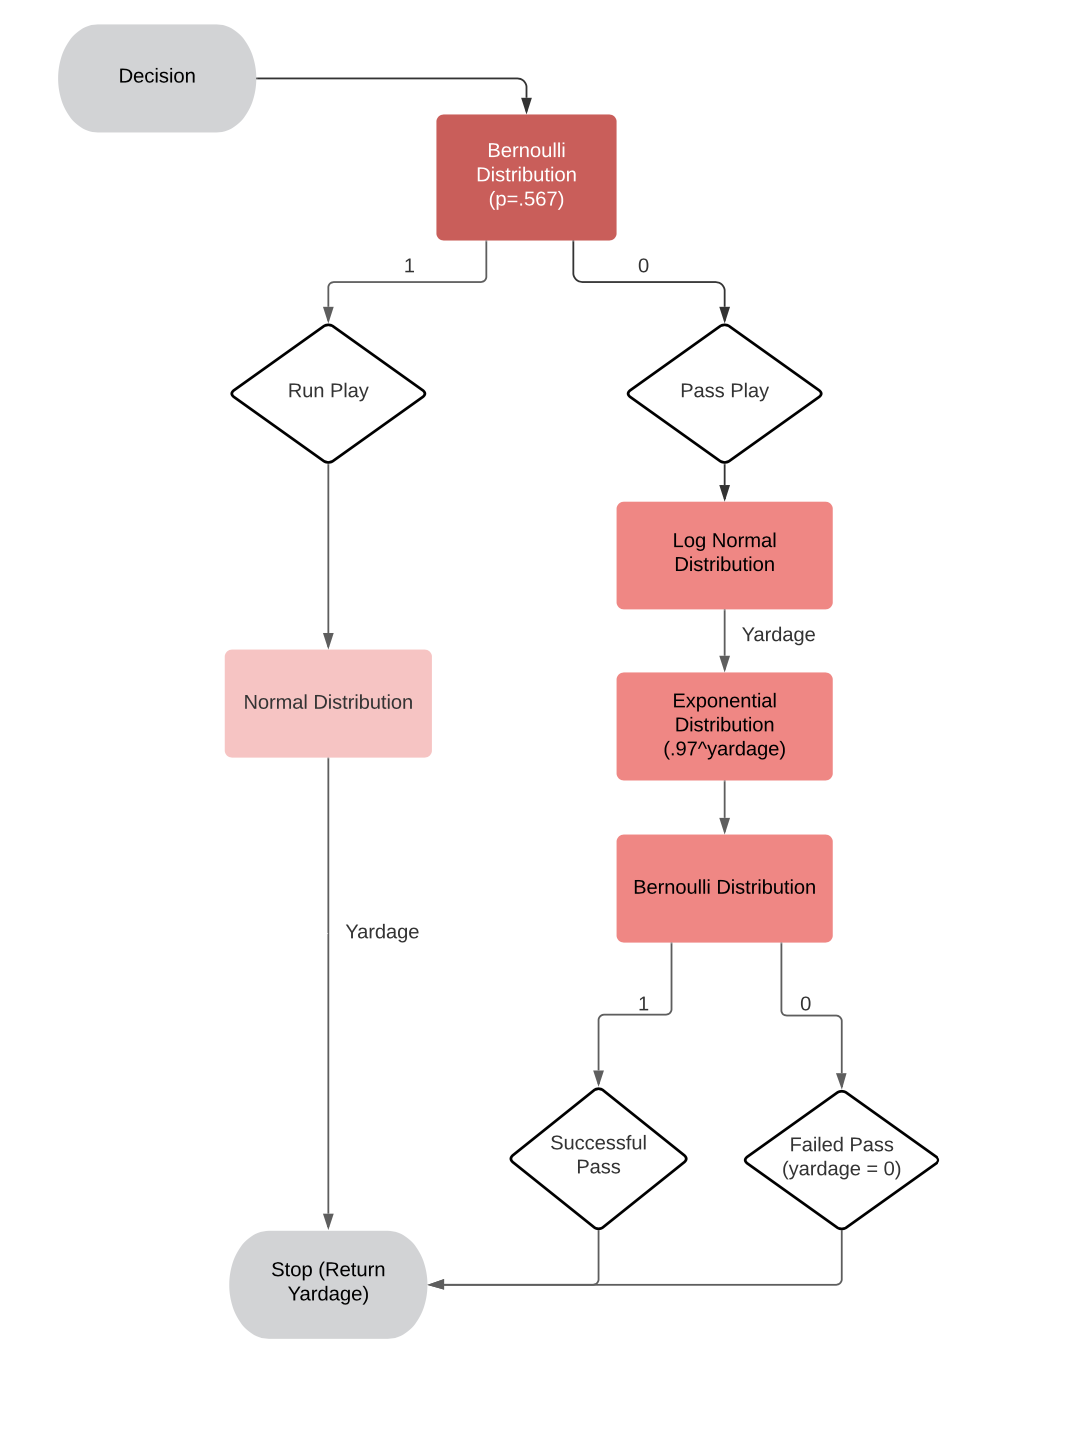 Decision
Bernoulli
Distribution
(p=.567)
1
0
Run Play
Pass Play
Log Normal
Distribution
Yardage
Normal Distribution
Exponential
Distribution
(.97^yardage)
Bernoulli Distribution
Yardage
1
0
Successful
Pass
Failed Pass
(yardage = 0)
Stop (Return
Yardage)